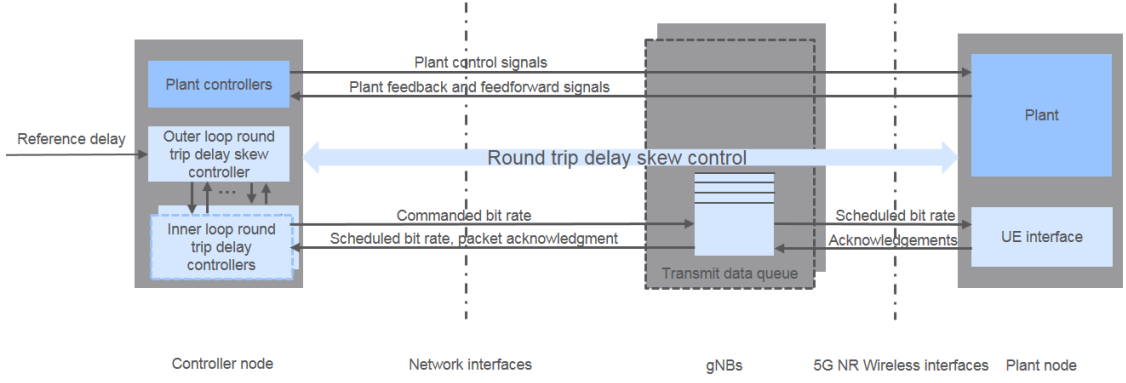 Plant control signals
Plant controllers
Plant feedback and feedforward signals
Plant
Reference delay
Outer loop round
trip delay skew
controller
Round trip delay skew control
...
Inner loop round
trip delay
controllers
Commanded bit rate
Scheduled bit rate, packet acknowledgment
Scheduled bit rate
Acknowledgements
UE interface
Transmit data queue
Controller node
Network interfaces
gNBs
5G NR Wireless interfaces
Plant node